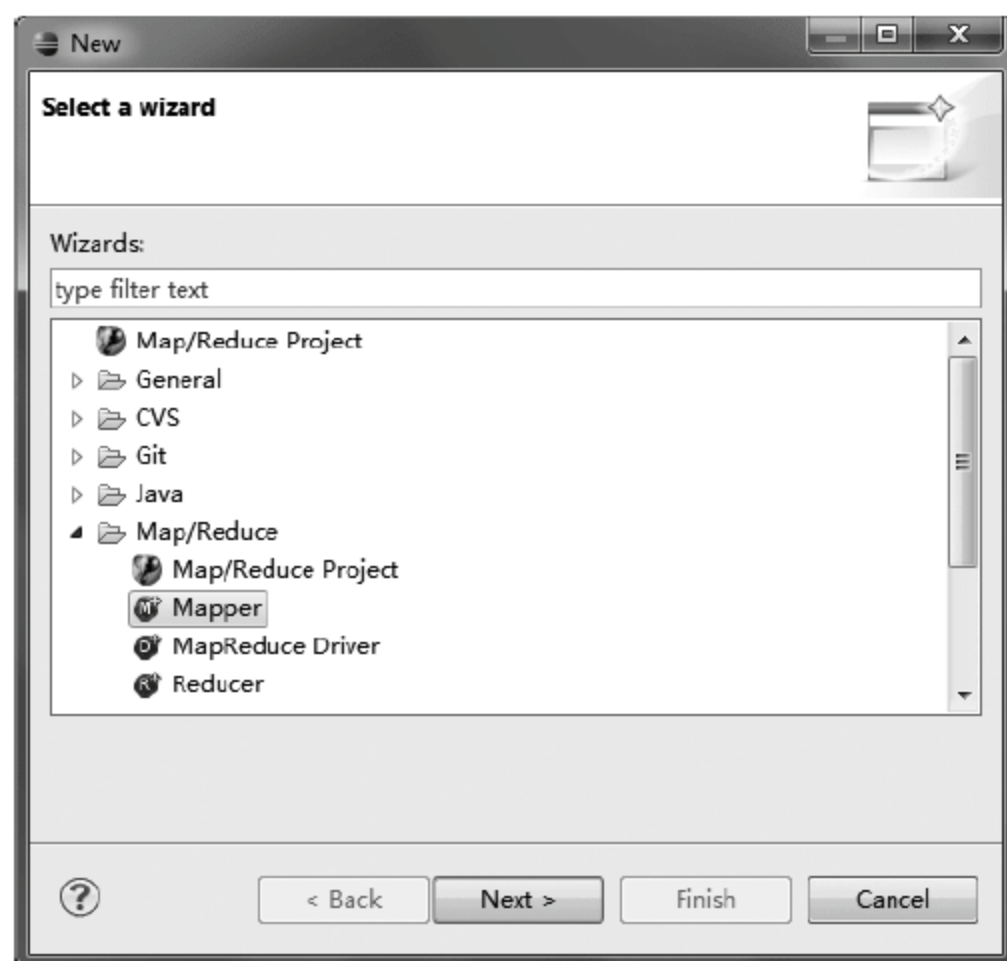 New
Select a wizard
Wizards:
type filter text
Map/Reduce Project
General
CVS
Git
Java
Map/Reduce
Map/Reduce Project
Mapper
MapReduce Driver
Reducer
? < Back Next > Finish Cancel